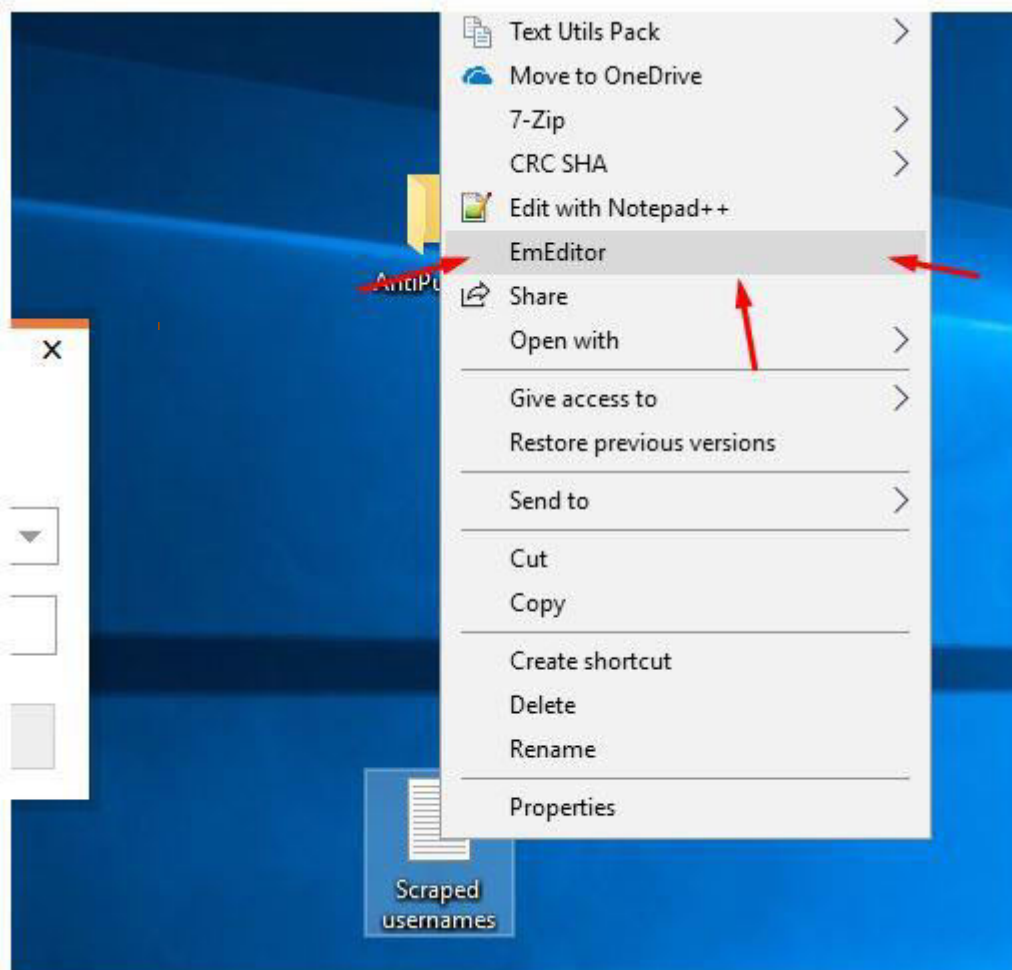 Text Utils Pack
Move to OneDrive
7-Zip
CRC SHA
Edit with Notepad++
EmEditor
Share
Open with
Give access to
Restore previous versions
Send to
Cut
Copy
Create shortcut
Delete
Rename
Properties
Scraped
usernames